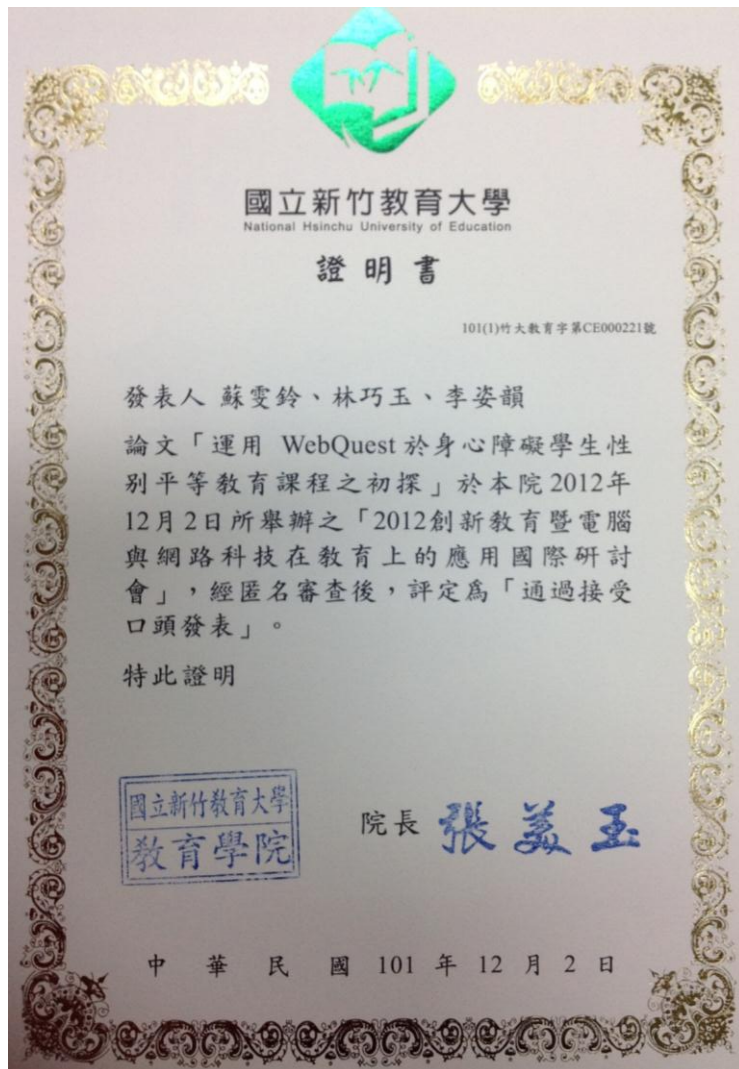 國立新竹教育大學
National Hsinchu University of Education
證明書
101(1)竹大教育字第CE000221號
發表人 蘇雯鈴、林巧玉、李姿韻
論文「運用 WebQuest 於身心障礙學生性
別平等教育課程之初探」於本院2012年
12月2日所舉辦之「2012創新教育暨電腦
與網路科技在教育上的應用國際研討
會」，經匿名審查後，評定為「通過接受
口頭發表」。
特此證明
國立新竹教育大學
教育學院
院長 張美玉
中華民國 101 年 12 月 2 日